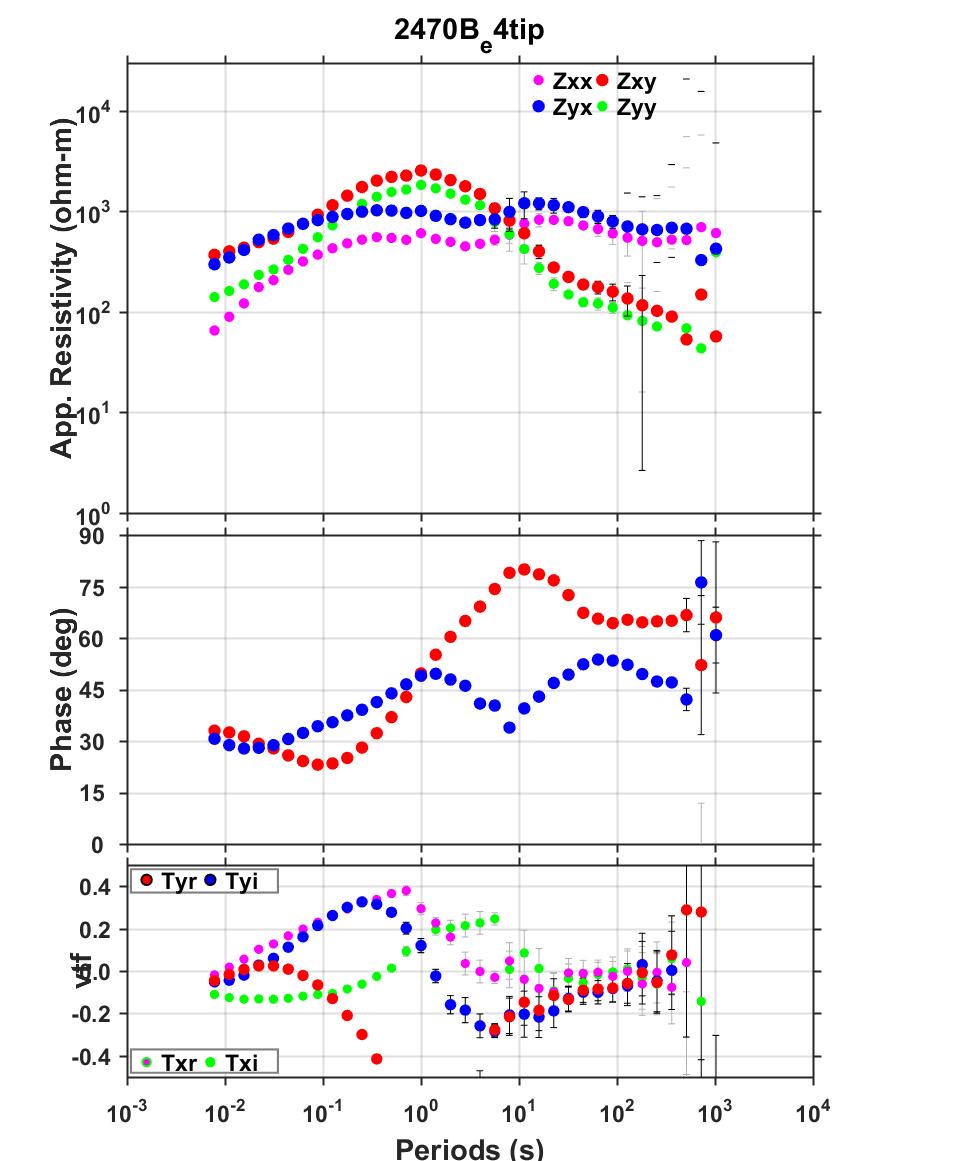 2470B_e4tip
Zxx Zxy
Zyx Zyy
App. Resistivity (ohm-m)
10^4
10^3
10^2
10^1
10^0
Phase (deg)
90
75
60
45
30
15
0
vtf
0.4
0.2
0.0
-0.2
-0.4
Tyr Tyi
Txr Txi
10^-3 10^-2 10^-1 10^0 10^1 10^2 10^3 10^4
Periods (s)